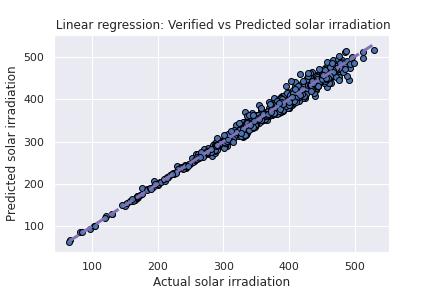 Linear regression: Verified vs Predicted solar irradiation
500
400
300
200
100
Predicted solar irradiation
100 200 300 400 500
Actual solar irradiation